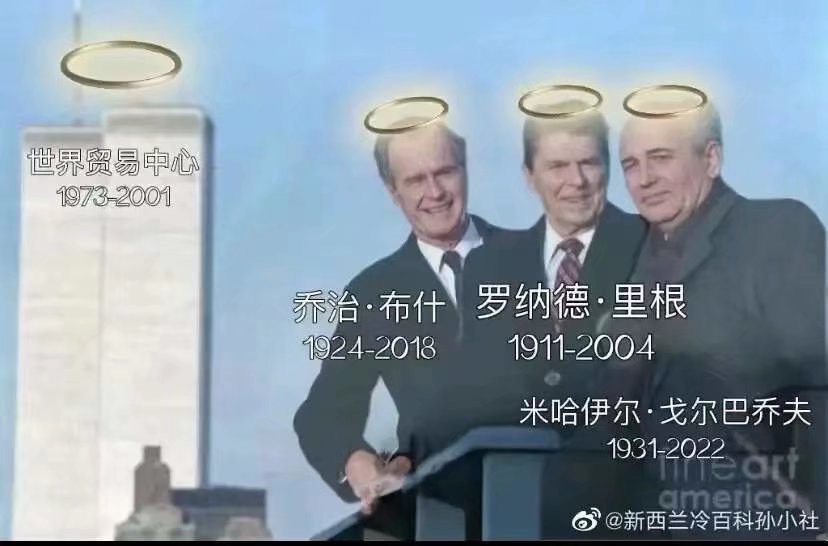 世界贸易中心
1973-2001
乔治·布什
1924-2018
罗纳德·里根
1911-2004
米哈伊尔·戈尔巴乔夫
1931-2022
fineart
america
@新西兰冷百科孙小社